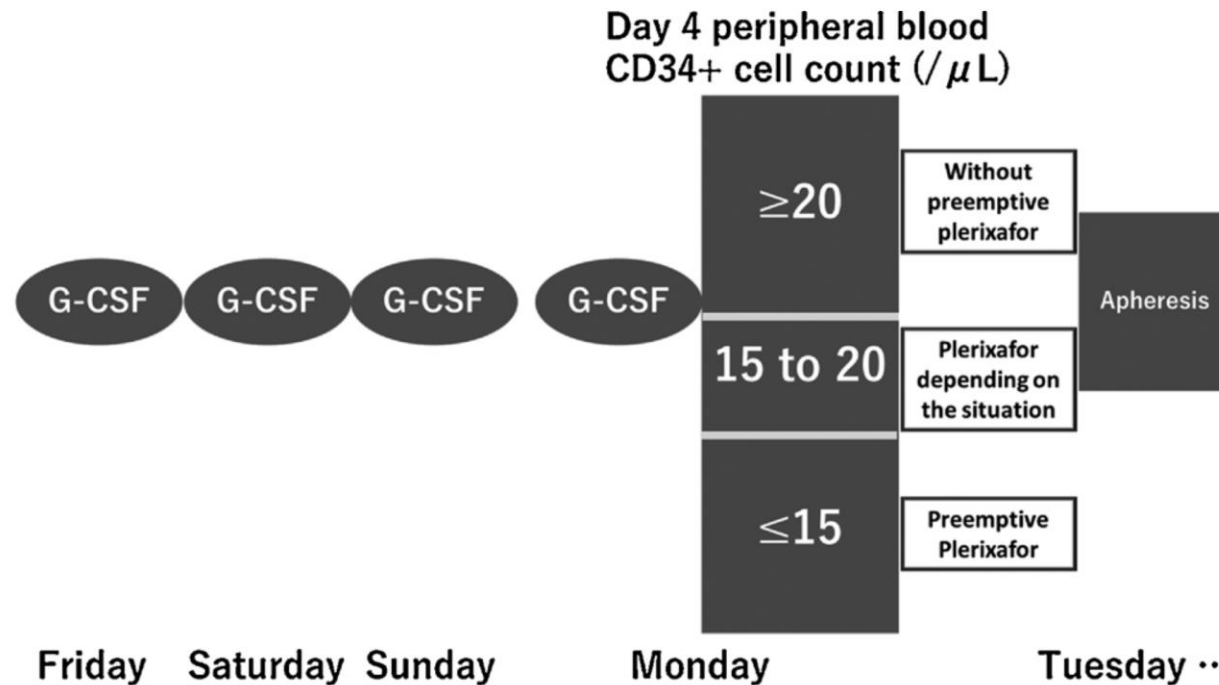 Day 4 peripheral blood
CD34+ cell count (/μL)
≥20
Without
preemptive
plerixafor
G-CSF
G-CSF
G-CSF
G-CSF
Apheresis
15 to 20
Plerixafor
depending on
the situation
≤15
Preemptive
Plerixafor
Friday
Saturday
Sunday
Monday
Tuesday ··